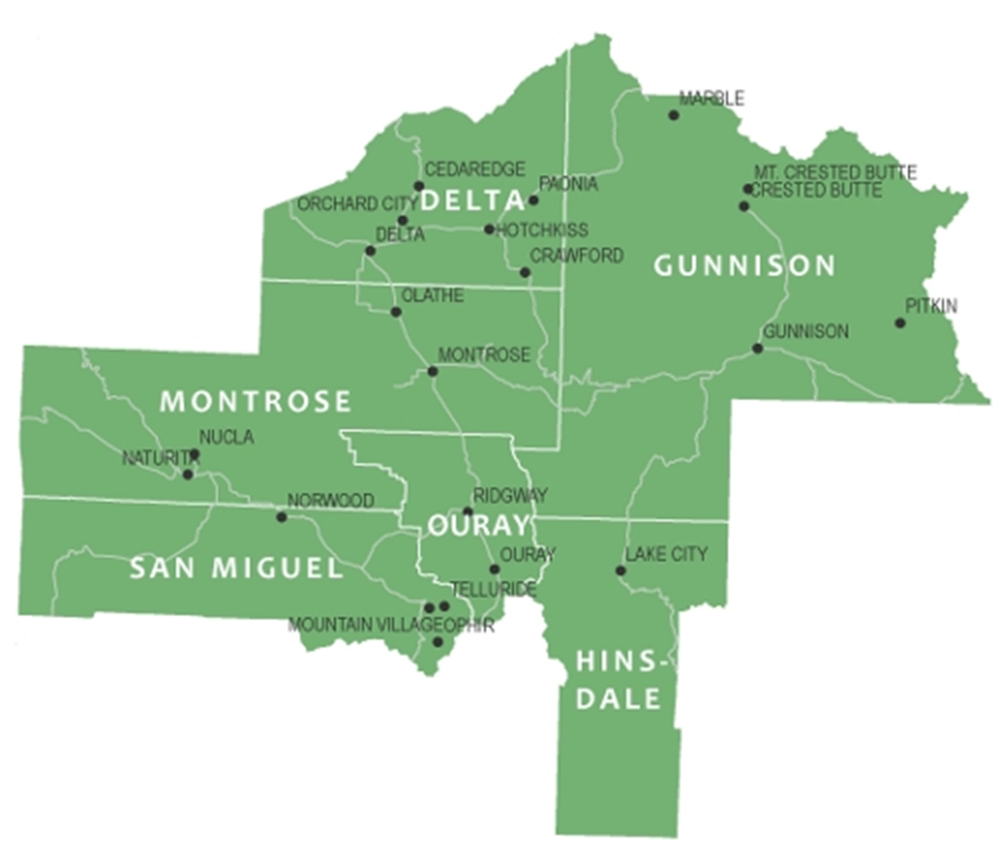 MARBLE
CEDAREDGE
MT. CRESTED BUTTE
PAONIA
CRESTED BUTTE
ORCHARD CITY
DELTA
DELTA
HOTCHKISS
CRAWFORD
GUNNISON
OLATHE
PITKIN
GUNNISON
MONTROSE
MONTROSE
NUCLA
NATURITA
NORWOOD
RIDGWAY
OURAY
OURAY
LAKE CITY
SAN MIGUEL
TELLURIDE
MOUNTAIN VILLAGE
OPHIR
HINS-
DALE